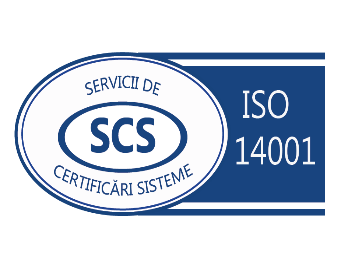 SERVICII DE
SCS
CERTIFICĂRI SISTEME
ISO
14001